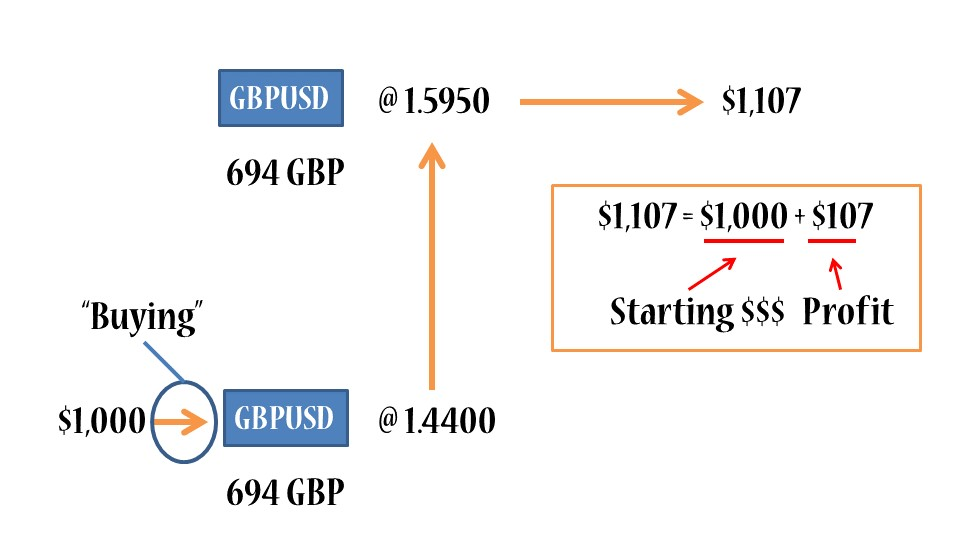 GBPUSD @ 1.5950 $1,107
694 GBP
$1,107 = $1,000 + $107
Starting $$$ Profit
“Buying”
$1,000 GBPUSD @ 1.4400
694 GBP